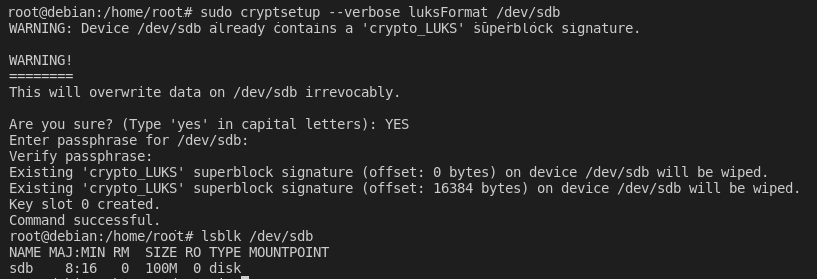 root@debian:/home/root# sudo cryptsetup --verbose luksFormat /dev/sdb
WARNING: Device /dev/sdb already contains a 'crypto_LUKS' superblock signature.

WARNING!
========
This will overwrite data on /dev/sdb irrevocably.

Are you sure? (Type 'yes' in capital letters): YES
Enter passphrase for /dev/sdb:
Verify passphrase:
Existing 'crypto_LUKS' superblock signature (offset: 0 bytes) on device /dev/sdb will be wiped.
Existing 'crypto_LUKS' superblock signature (offset: 16384 bytes) on device /dev/sdb will be wiped.
Key slot 0 created.
Command successful.
root@debian:/home/root# lsblk /dev/sdb
NAME MAJ:MIN RM  SIZE RO TYPE MOUNTPOINT
sdb    8:16   0  100M  0 disk